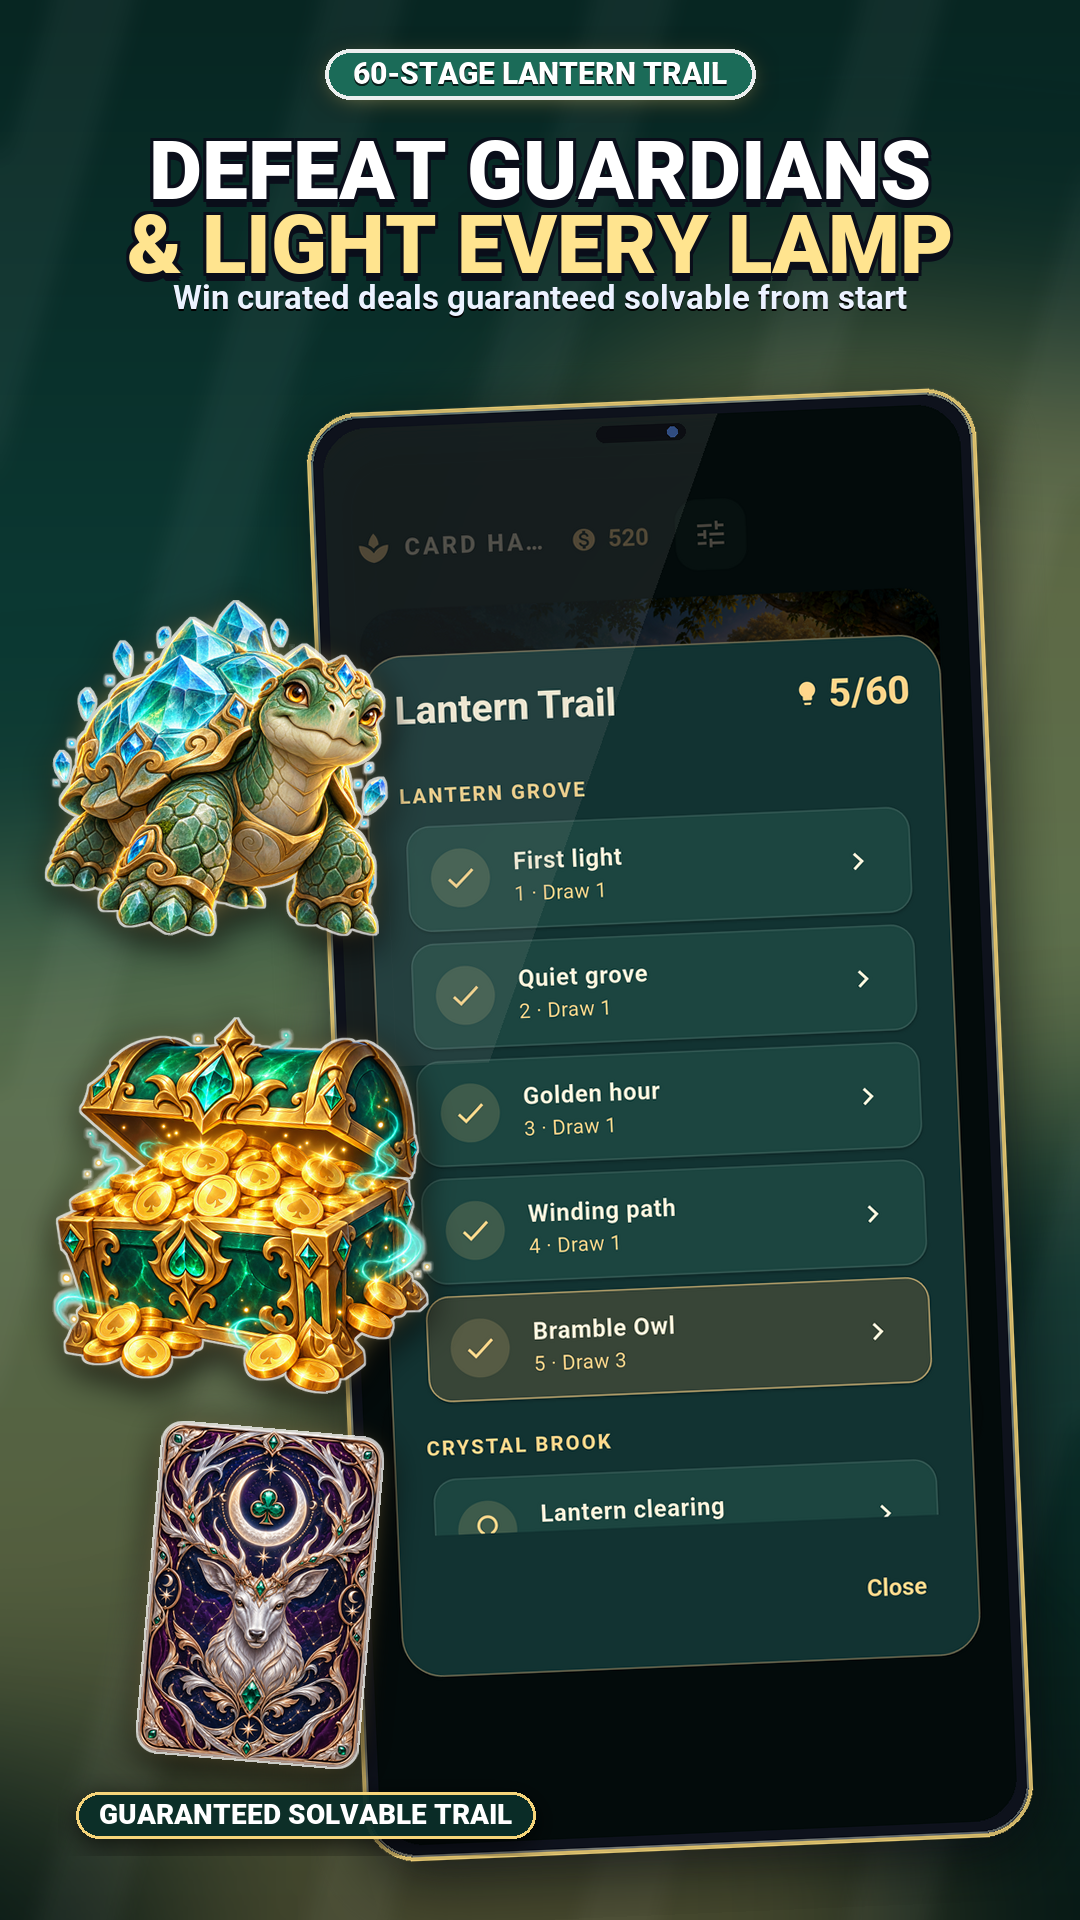 60-STAGE LANTERN TRAIL
DEFEAT GUARDIANS
& LIGHT EVERY LAMP
Win curated deals guaranteed solvable from start
CARD HA...
520
Lantern Trail
5/60
LANTERN GROVE
First light
1 · Draw 1
Quiet grove
2 · Draw 1
Golden hour
3 · Draw 1
Winding path
4 · Draw 1
Bramble Owl
5 · Draw 3
CRYSTAL BROOK
Lantern clearing
Close
GUARANTEED SOLVABLE TRAIL